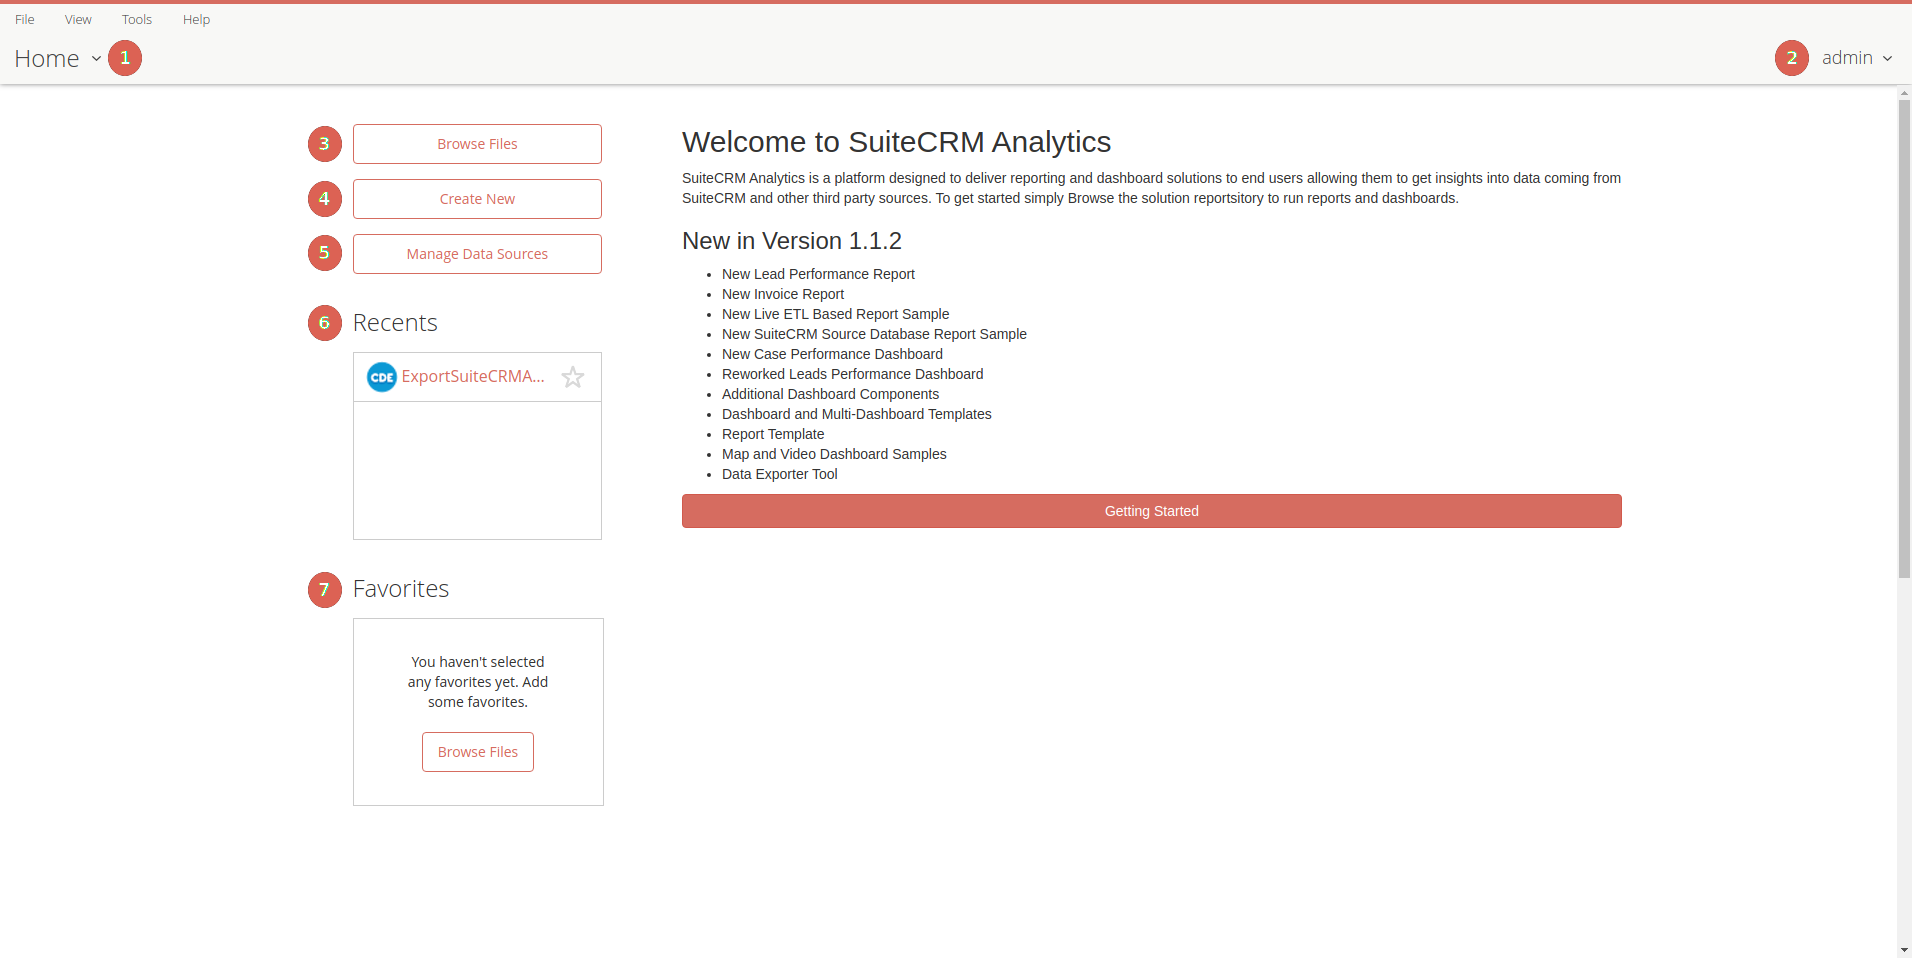 File View Tools Help
Home 1
2 admin
3 Browse Files
4 Create New
5 Manage Data Sources
6 Recents
CDE ExportSuiteCRMA...
7 Favorites
You haven't selected
any favorites yet. Add
some favorites.
Browse Files
Welcome to SuiteCRM Analytics
SuiteCRM Analytics is a platform designed to deliver reporting and dashboard solutions to end users allowing them to get insights into data coming from
SuiteCRM and other third party sources. To get started simply Browse the solution reportsitory to run reports and dashboards.
New in Version 1.1.2
• New Lead Performance Report
• New Invoice Report
• New Live ETL Based Report Sample
• New SuiteCRM Source Database Report Sample
• New Case Performance Dashboard
• Reworked Leads Performance Dashboard
• Additional Dashboard Components
• Dashboard and Multi-Dashboard Templates
• Report Template
• Map and Video Dashboard Samples
• Data Exporter Tool
Getting Started